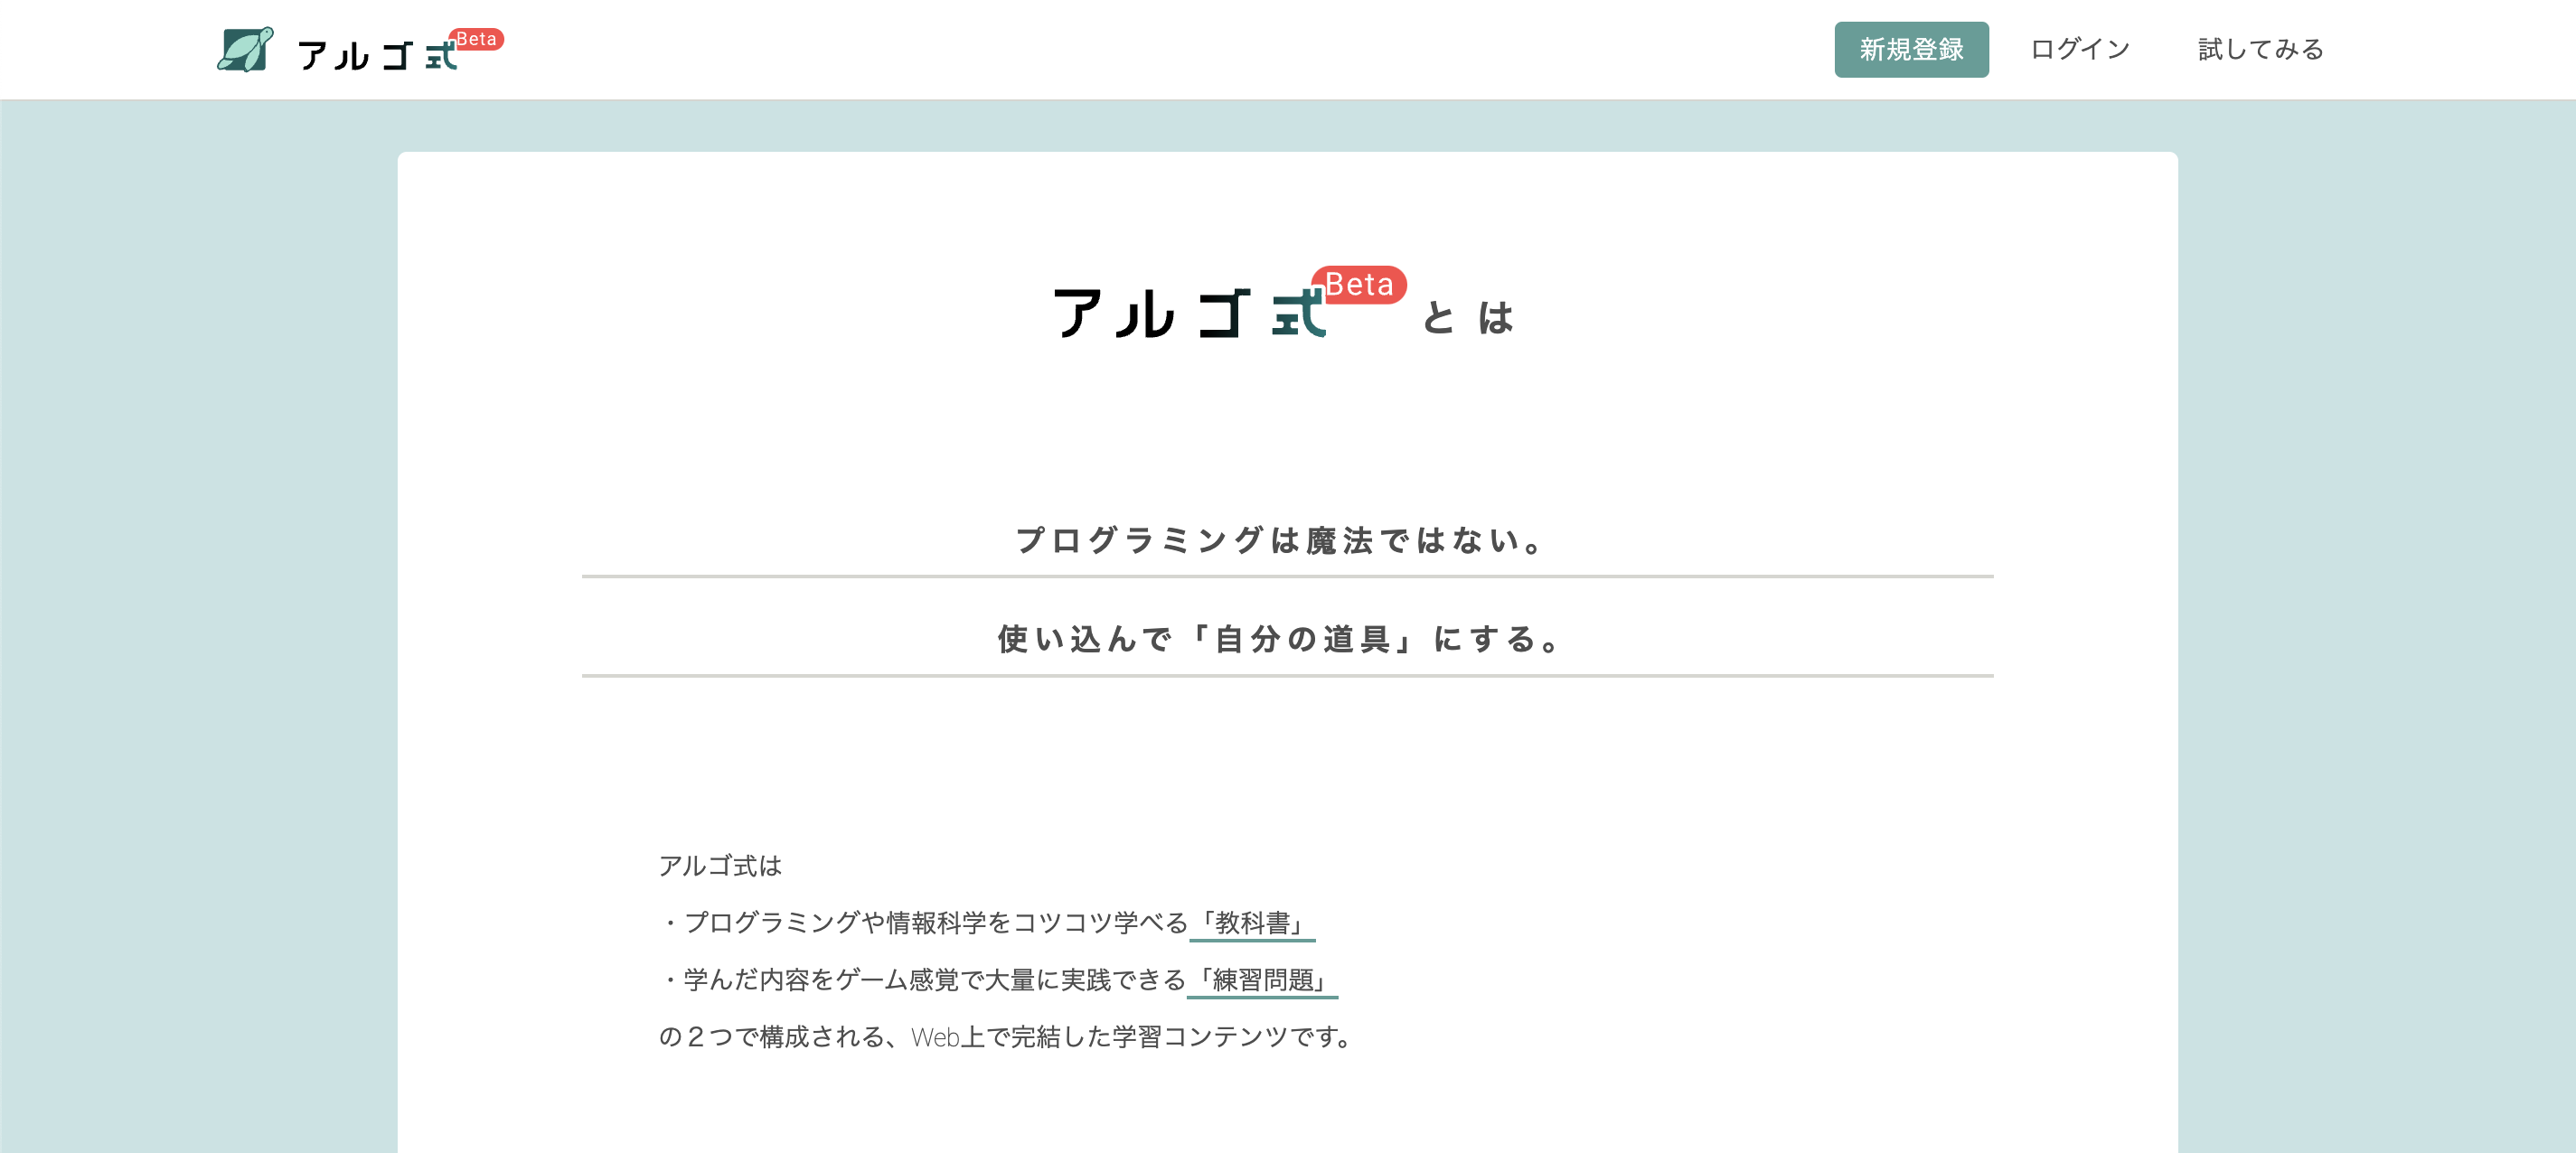 アルゴ式 Beta
新規登録 ログイン 試してみる
アルゴ式 Beta とは
プログラミングは魔法ではない。
使い込んで「自分の道具」にする。
アルゴ式は
・プログラミングや情報科学をコツコツ学べる「教科書」
・学んだ内容をゲーム感覚で大量に実践できる「練習問題」
の２つで構成される、Web上で完結した学習コンテンツです。